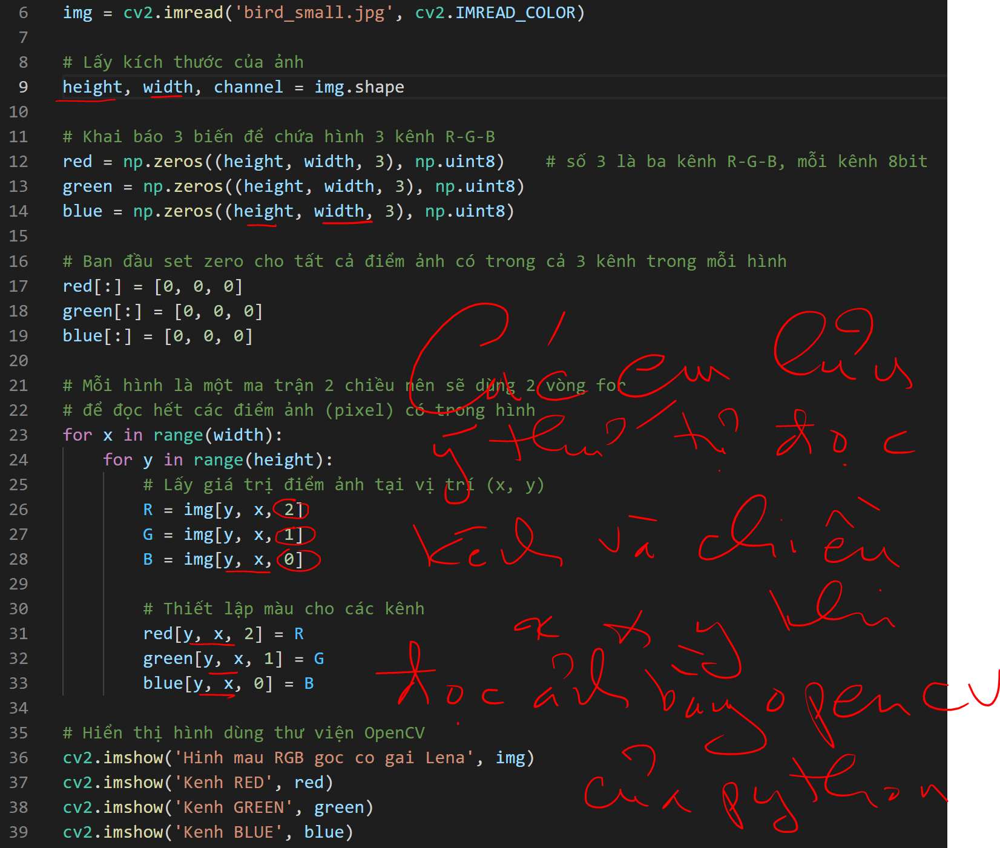 6 img = cv2.imread('bird_small.jpg', cv2.IMREAD_COLOR)
7
8 # Lấy kích thước của ảnh
9 height, width, channel = img.shape
10
11 # Khai báo 3 biến để chứa hình 3 kênh R-G-B
12 red = np.zeros((height, width, 3), np.uint8) # số 3 là ba kênh R-G-B, mỗi kênh 8bit
13 green = np.zeros((height, width, 3), np.uint8)
14 blue = np.zeros((height, width, 3), np.uint8)
15
16 # Ban đầu set zero cho tất cả điểm ảnh có trong cả 3 kênh trong mỗi hình
17 red[:] = [0, 0, 0]
18 green[:] = [0, 0, 0]
19 blue[:] = [0, 0, 0]
20
21 # Mỗi hình là một ma trận 2 chiều nên sẽ dùng 2 vòng for
22 # để đọc hết các điểm ảnh (pixel) có trong hình
23 for x in range(width):
24 for y in range(height):
25 # Lấy giá trị điểm ảnh tại vị trí (x, y)
26 R = img[y, x, 2]
27 G = img[y, x, 1]
28 B = img[y, x, 0]
29
30 # Thiết lập màu cho các kênh
31 red[y, x, 2] = R
32 green[y, x, 1] = G
33 blue[y, x, 0] = B
34
35 # Hiển thị hình dùng thư viện OpenCV
36 cv2.imshow('Hinh mau RGB goc co gai Lena', img)
37 cv2.imshow('Kenh RED', red)
38 cv2.imshow('Kenh GREEN', green)
39 cv2.imshow('Kenh BLUE', blue)
Các em lưu
ý thứ tự đọc
kênh và chiều
x và y khi
đọc ảnh bằng openCV
của python